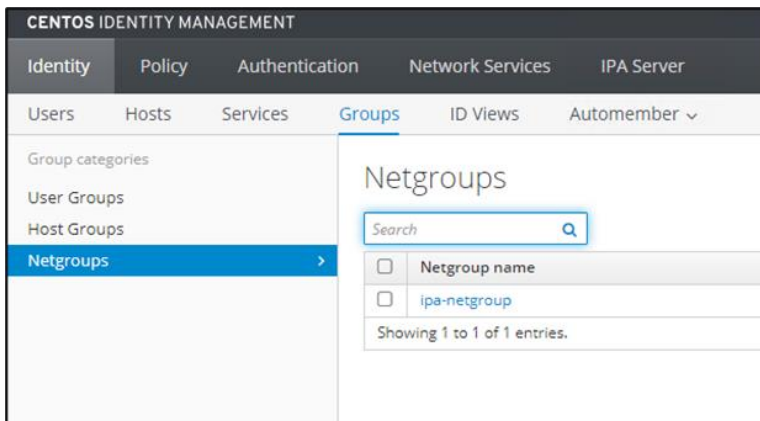 CENTOS IDENTITY MANAGEMENT
Identity Policy Authentication Network Services IPA Server
Users Hosts Services Groups ID Views Automember
Group categories
User Groups
Host Groups
Netgroups
Netgroups
Search
Netgroup name
ipa-netgroup
Showing 1 to 1 of 1 entries.